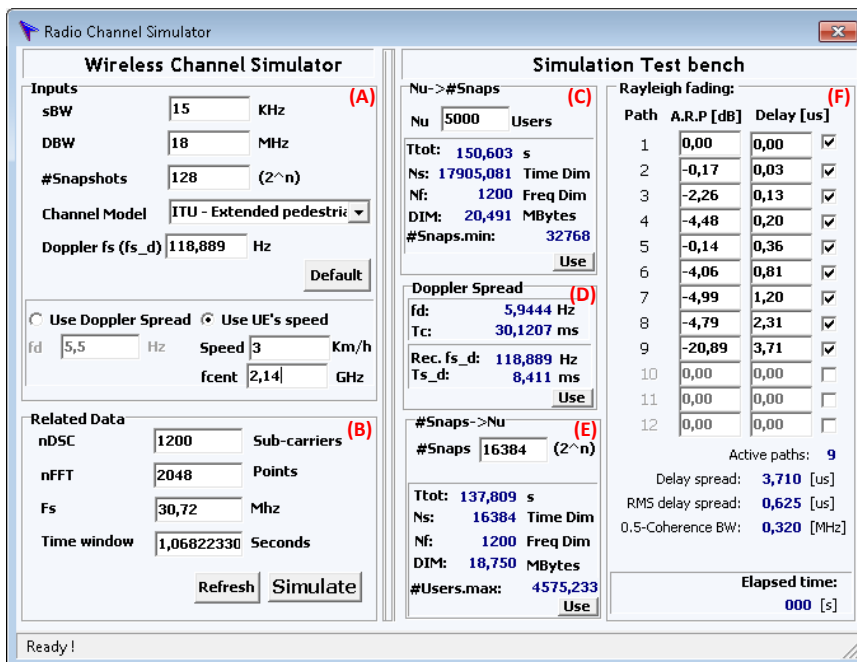 Radio Channel Simulator
Wireless Channel Simulator
Inputs
(A)
sBW 15 KHz
DBW 18 MHz
#Snapshots 128 (2^n)
Channel Model ITU - Extended pedestria
Doppler fs (fs_d) 118,889 Hz
Default
Use Doppler Spread Use UE's speed
fd 5,5 Hz Speed 3 Km/h
fcent 2,14 GHz
Related Data
(B)
nDSC 1200 Sub-carriers
nFFT 2048 Points
Fs 30,72 Mhz
Time window 1,06822330 Seconds
Refresh Simulate
Simulation Test bench
Nu->#Snaps
(C)
Nu 5000 Users
Ttot: 150,603 s
Ns: 17905,081 Time Dim
Nf: 1200 Freq Dim
DIM: 20,491 MBytes
#Snaps.min: 32768
Use
Doppler Spread
(D)
fd: 5,9444 Hz
Tc: 30,1207 ms
Rec. fs_d: 118,889 Hz
Ts_d: 8,411 ms
Use
#Snaps->Nu
(E)
#Snaps 16384 (2^n)
Ttot: 137,809 s
Ns: 16384 Time Dim
Nf: 1200 Freq Dim
DIM: 18,750 MBytes
#Users.max: 4575,233
Use
Rayleigh fading:
(F)
Path A.R.P [dB] Delay [us]
1 0,00 0,00
2 -0,17 0,03
3 -2,26 0,13
4 -4,48 0,20
5 -0,14 0,36
6 -4,06 0,81
7 -4,99 1,20
8 -4,79 2,31
9 -20,89 3,71
10 0,00 0,00
11 0,00 0,00
12 0,00 0,00
Active paths: 9
Delay spread: 3,710 [us]
RMS delay spread: 0,625 [us]
0.5-Coherence BW: 0,320 [MHz]
Elapsed time:
000 [s]
Ready !